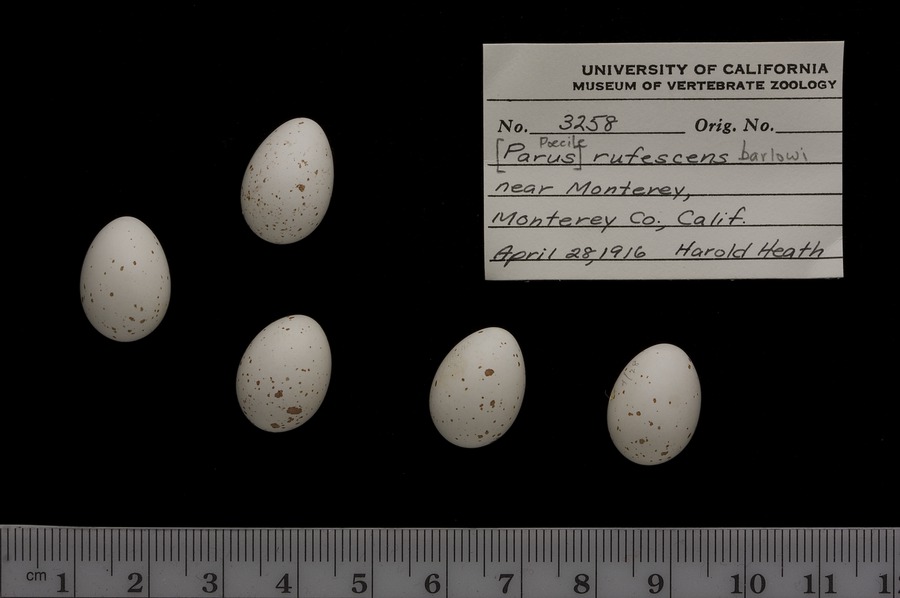 UNIVERSITY OF CALIFORNIA
MUSEUM OF VERTEBRATE ZOOLOGY
No. 3258 Orig. No.
Poecile
[Parus] rufescens barlowi
near Monterey,
Monterey Co., Calif.
April 28, 1916 Harold Heath
cm 1 2 3 4 5 6 7 8 9 10 11